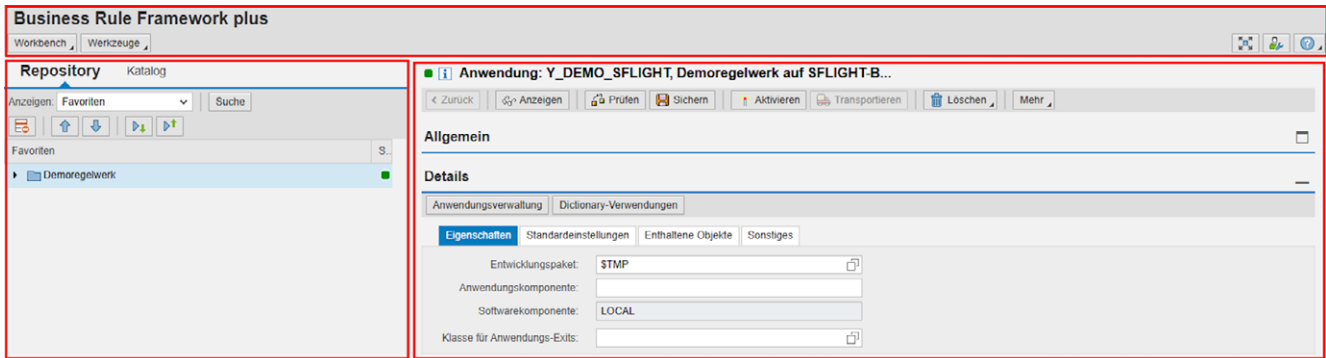 Business Rule Framework plus
Workbench Werkzeuge
Repository Katalog
Anzeigen: Favoriten Suche
Favoriten S..
Demoregelwerk
Anwendung: Y_DEMO_SFLIGHT, Demoregelwerk auf SFLIGHT-B...
< Zurück Anzeigen Prüfen Sichern Aktivieren Transportieren Löschen Mehr
Allgemein
Details
Anwendungsverwaltung Dictionary-Verwendungen
Eigenschaften Standardeinstellungen Enthaltene Objekte Sonstiges
Entwicklungspaket: $TMP
Anwendungskomponente:
Softwarekomponente: LOCAL
Klasse für Anwendungs-Exits: